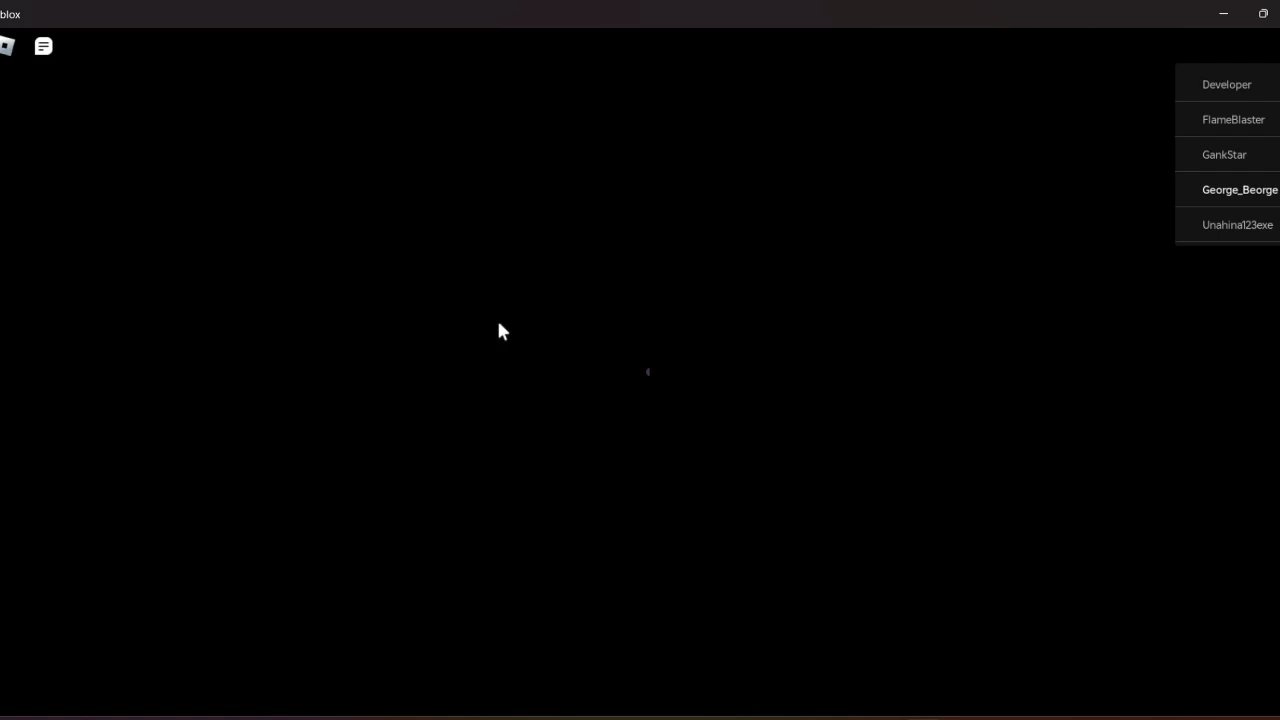 blox
Developer
FlameBlaster
GankStar
George_Beorge
Unahina123exe